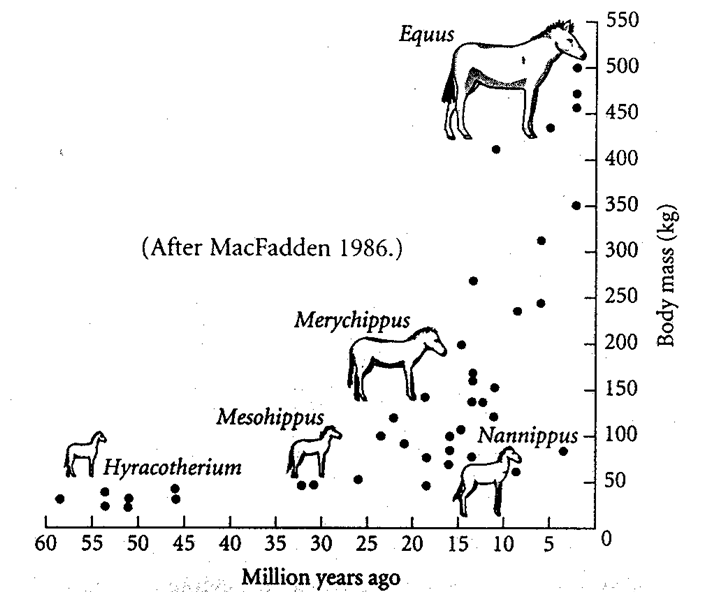 Equus
550
500
450
400
350
(After MacFadden 1986.)
300
250
Merychippus
200
150
Mesohippus
Nannippus
100
Hyracotherium
50
0
60 55 50 45 40 35 30 25 20 15 10 5
Million years ago
Body mass (kg)